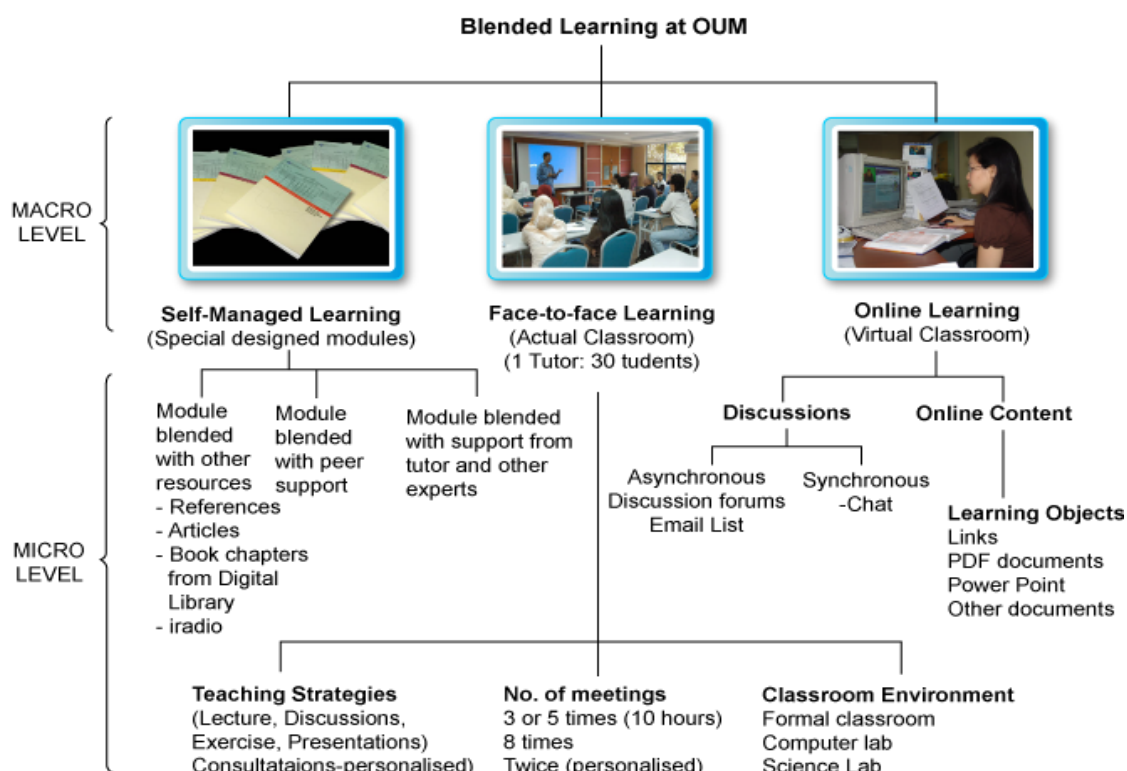 Blended Learning at OUM
MACRO
LEVEL
Self-Managed Learning
(Special designed modules)
Face-to-face Learning
(Actual Classroom)
(1 Tutor: 30 tudents)
Online Learning
(Virtual Classroom)
MICRO
LEVEL
Module
blended
with other
resources
- References
- Articles
- Book chapters
from Digital
Library
- iradio
Module
blended
with peer
support
Module blended
with support from
tutor and other
experts
Discussions
Asynchronous
Discussion forums
Email List
Synchronous
-Chat
Online Content
Learning Objects
Links
PDF documents
Power Point
Other documents
Teaching Strategies
(Lecture, Discussions,
Exercise, Presentations)
Consultataions-personalised)
No. of meetings
3 or 5 times (10 hours)
8 times
Twice (personalised)
Classroom Environment
Formal classroom
Computer lab
Science Lab